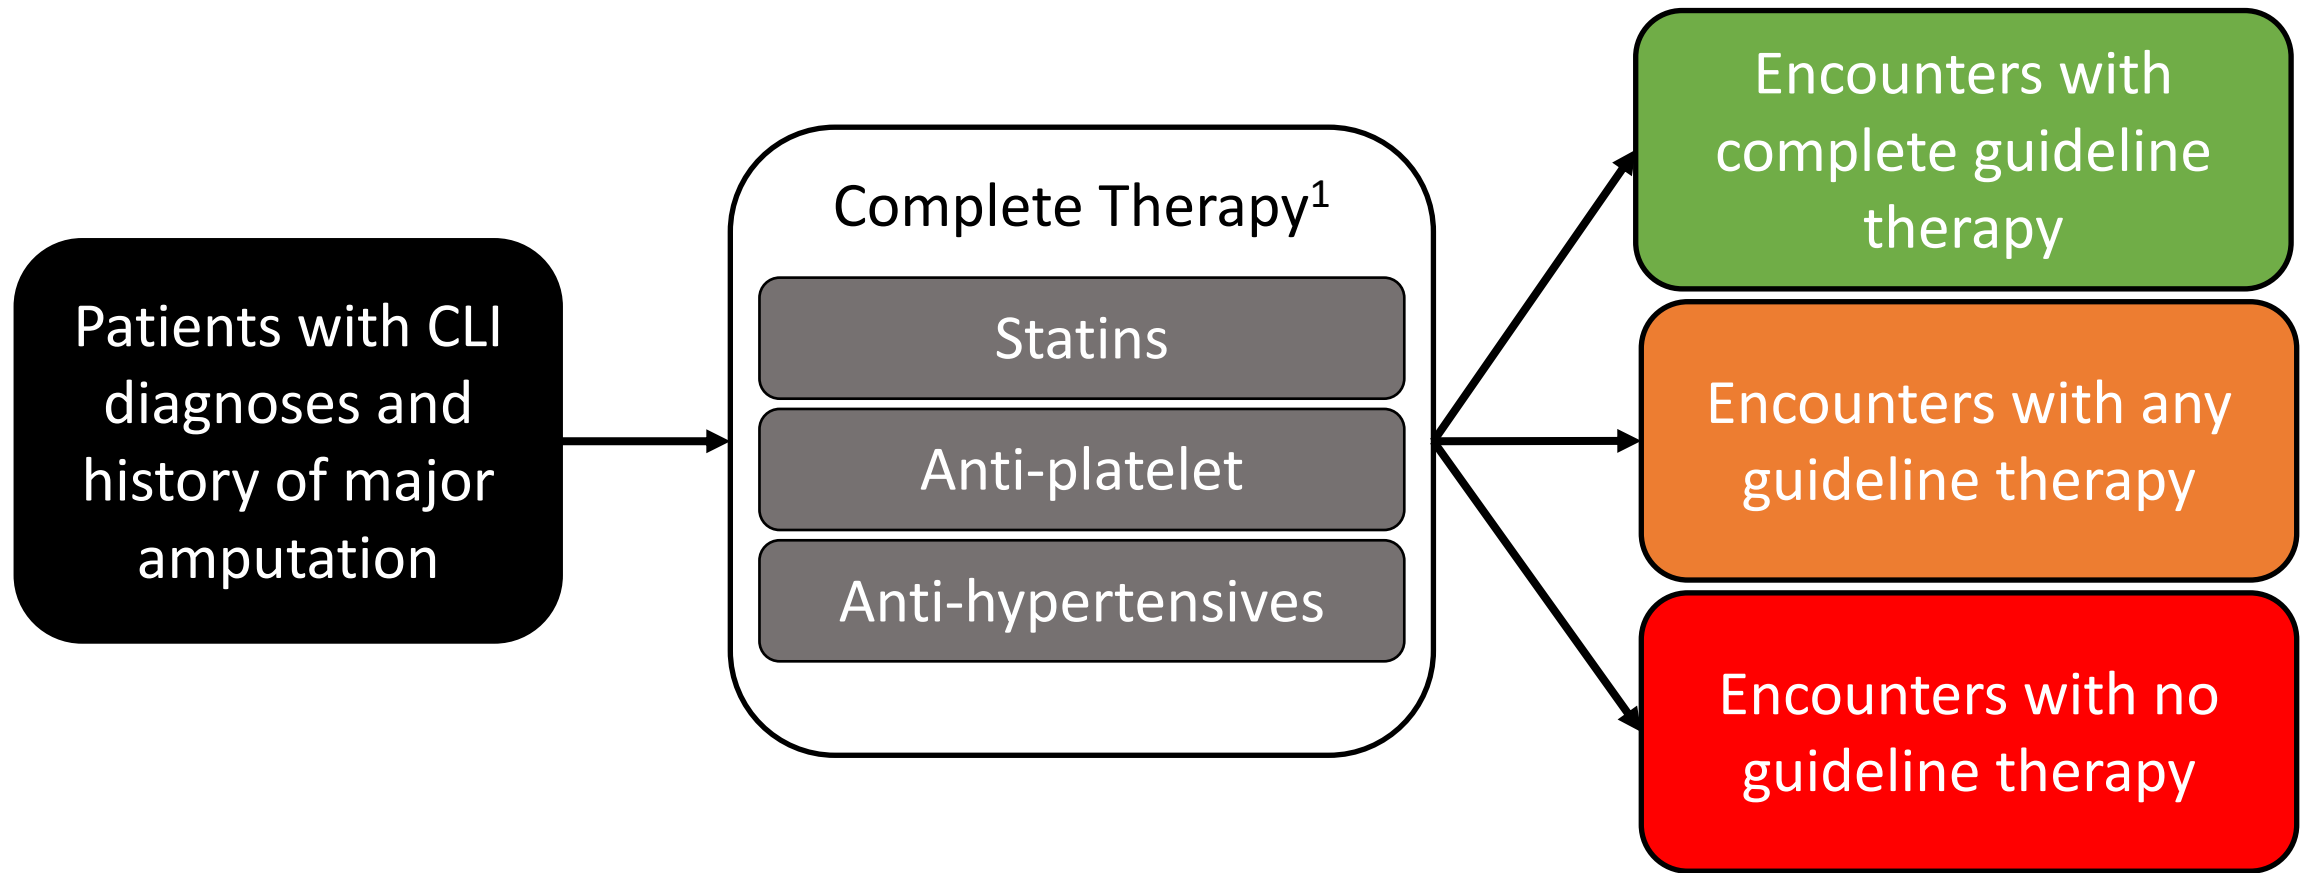 Patients with CLI
diagnoses and
history of major
amputation
Complete Therapy¹
Statins
Anti-platelet
Anti-hypertensives
Encounters with
complete guideline
therapy
Encounters with any
guideline therapy
Encounters with no
guideline therapy